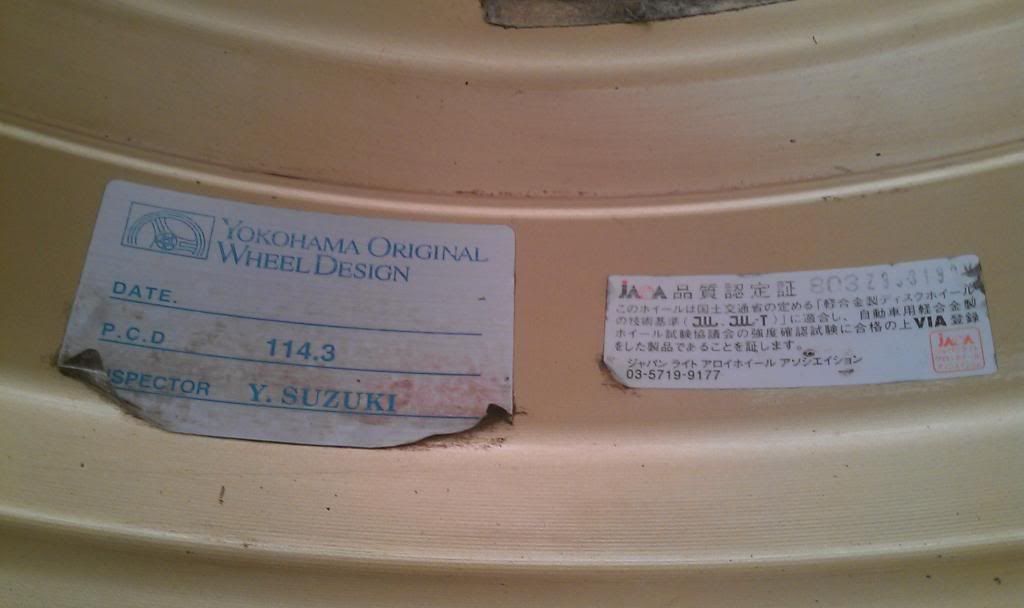 YOKOHAMA ORIGINAL
WHEEL DESIGN
DATE.
P.C.D 114.3
NSPECTOR Y. SUZUKI
JAWA 品質認定証
このホイールは国土交通省の定める「軽合金製ディスクホイール
の技術基準(JWL、JWL-T)」に適合し、自動車用軽合金製
ホイール試験協議会の強度確認試験に合格の上VIA登録
をした製品であることを証します。
ジャパン ライト アロイホイール アソシエイション
03-5719-9177
JAWA